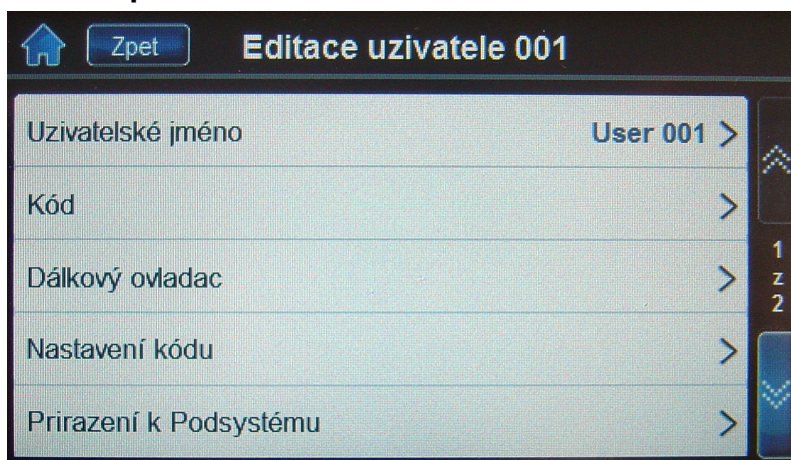 Zpet
Editace uzivatele 001
Uzivatelské jméno User 001 >
Kód >
Dálkový ovladac >
Nastavení kódu >
Prirazení k Podsystému >
1
z
2